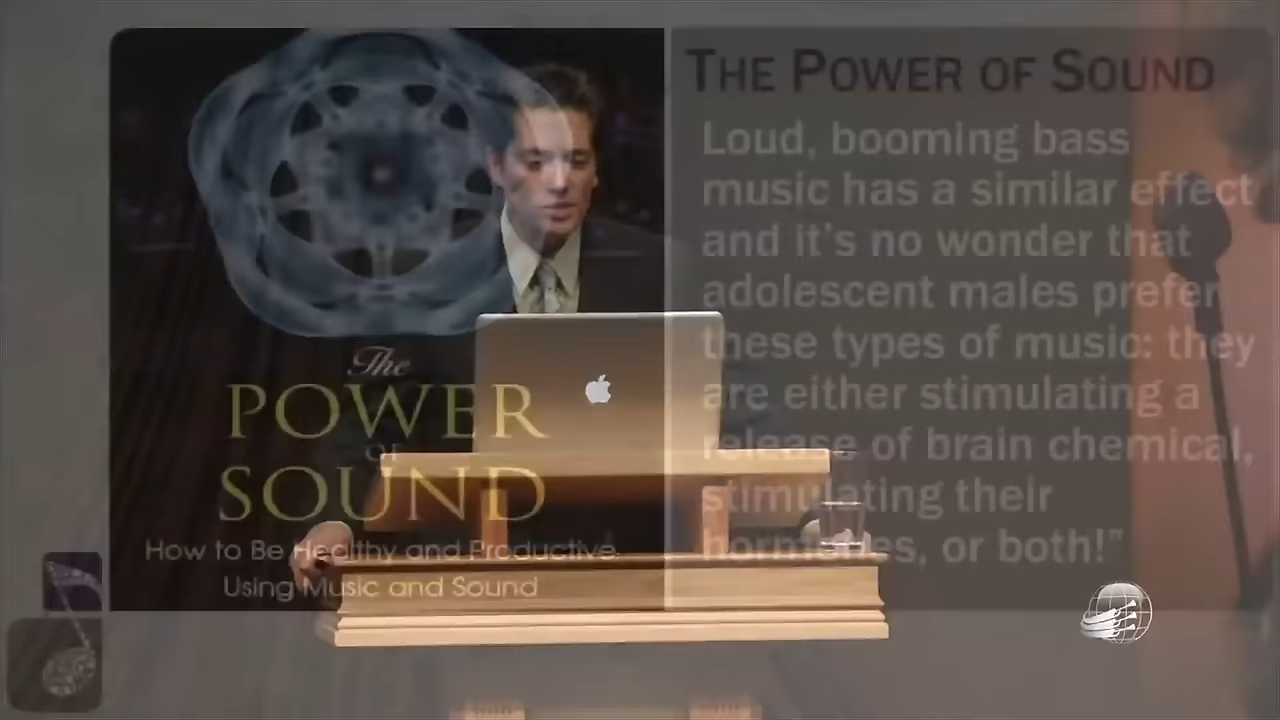 The
POWER
OF
SOUND
How to Be Healthy and Productive
Using Music and Sound
THE POWER OF SOUND
Loud, booming bass
music has a similar effect
and it's no wonder that
adolescent males prefer
these types of music: they
are either stimulating a
release of brain chemical,
stimulating their
hormones, or both!"